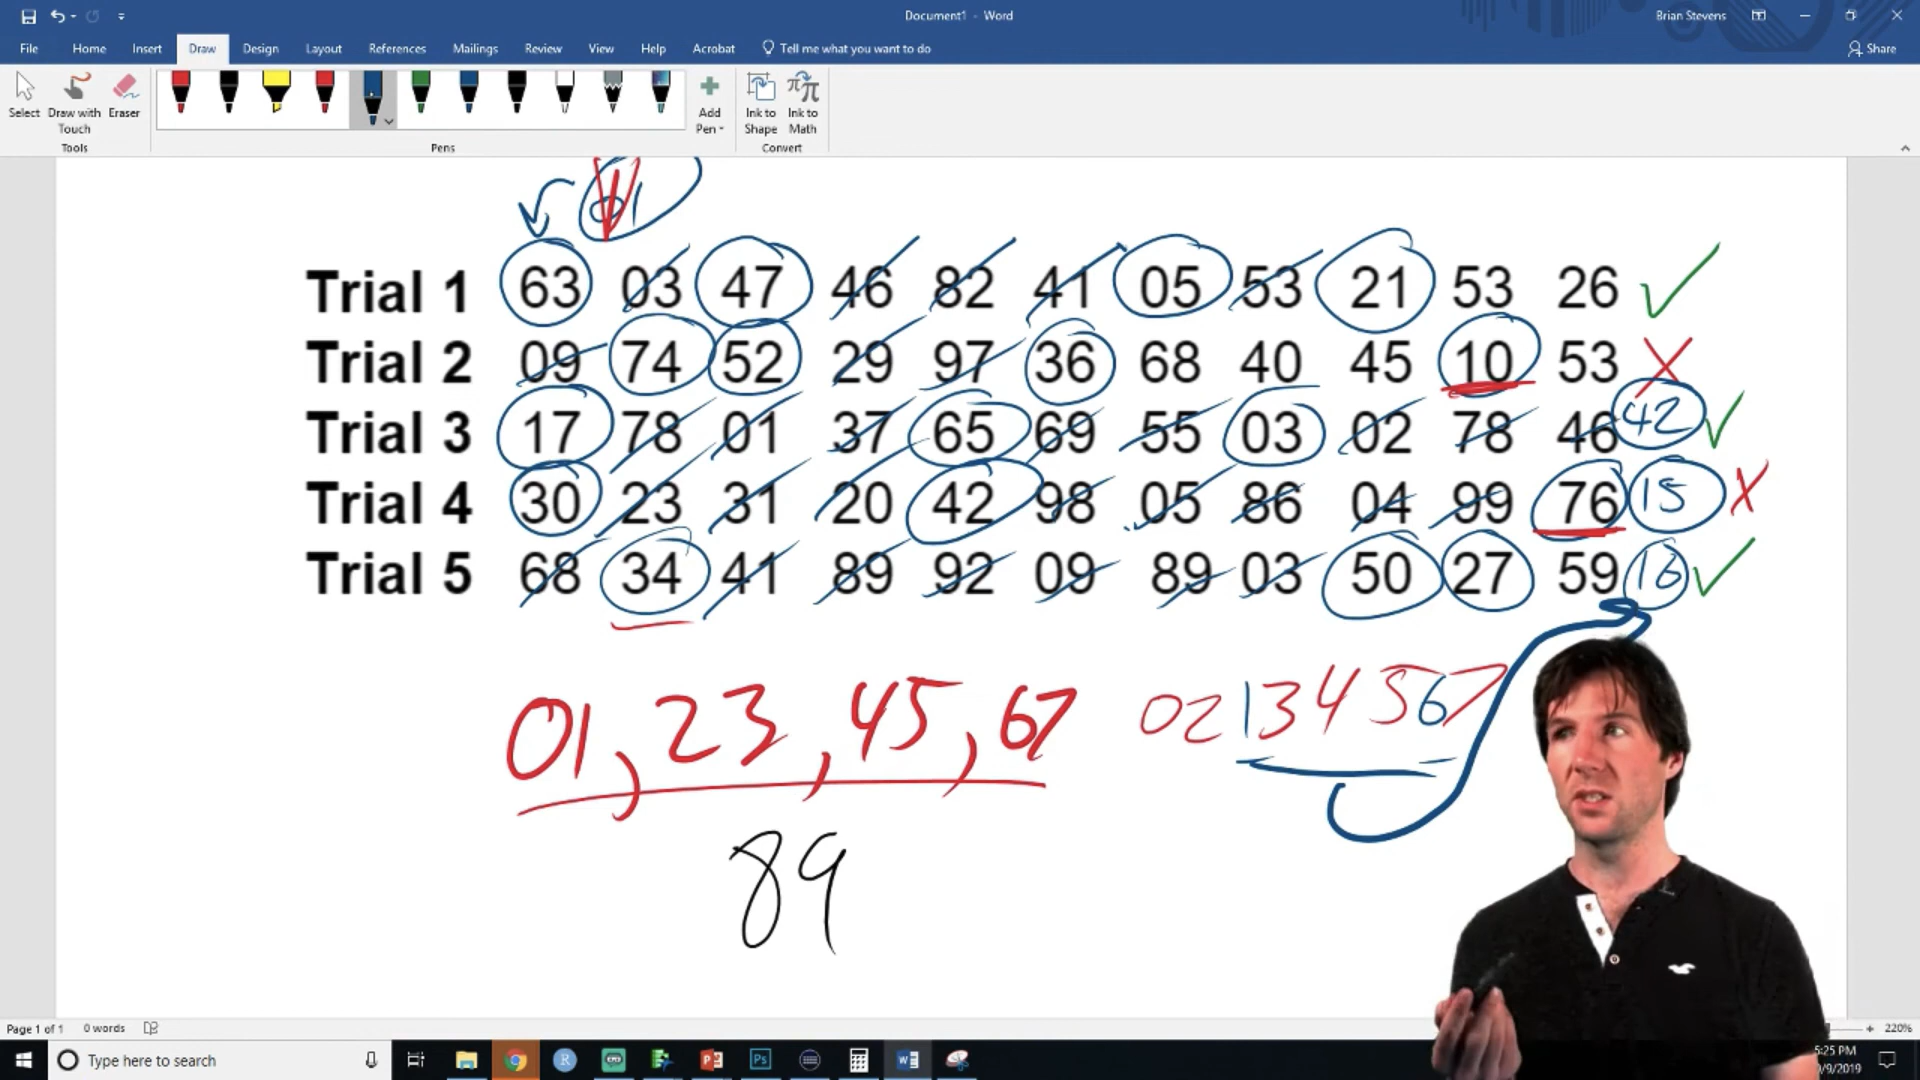 Document1 - Word
Brian Stevens
File Home Insert Draw Design Layout References Mailings Review View Help Acrobat Tell me what you want to do Share
Select
Draw with Touch
Eraser
Add Pen
Ink to Shape
Ink to Math
Tools
Pens
Convert
01
Trial 1 63 03 47 46 82 41 05 53 21 53 26
Trial 2 09 74 52 29 97 36 68 40 45 10 53
Trial 3 17 78 01 37 65 69 55 03 02 78 46 42
Trial 4 30 23 31 20 42 98 05 86 04 99 76 15
Trial 5 68 34 41 89 92 09 89 03 50 27 59 16
01, 23, 45, 67
02134567
89
Page 1 of 1 0 words
220%
Type here to search
5:25 PM
/9/2019